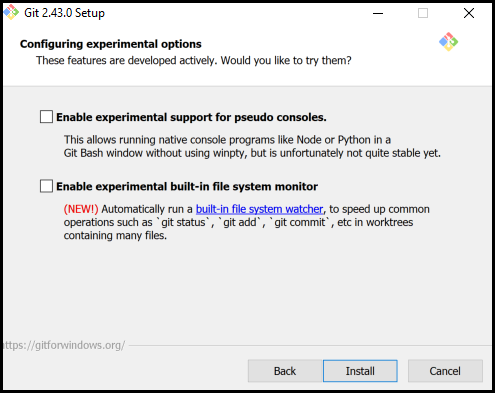 Git 2.43.0 Setup
Configuring experimental options
These features are developed actively. Would you like to try them?
Enable experimental support for pseudo consoles.
This allows running native console programs like Node or Python in a
Git Bash window without using winpty, but is unfortunately not quite stable yet.
Enable experimental built-in file system monitor
(NEW!) Automatically run a built-in file system watcher, to speed up common
operations such as `git status`, `git add`, `git commit`, etc in worktrees
containing many files.
https://gitforwindows.org/
Back
Install
Cancel